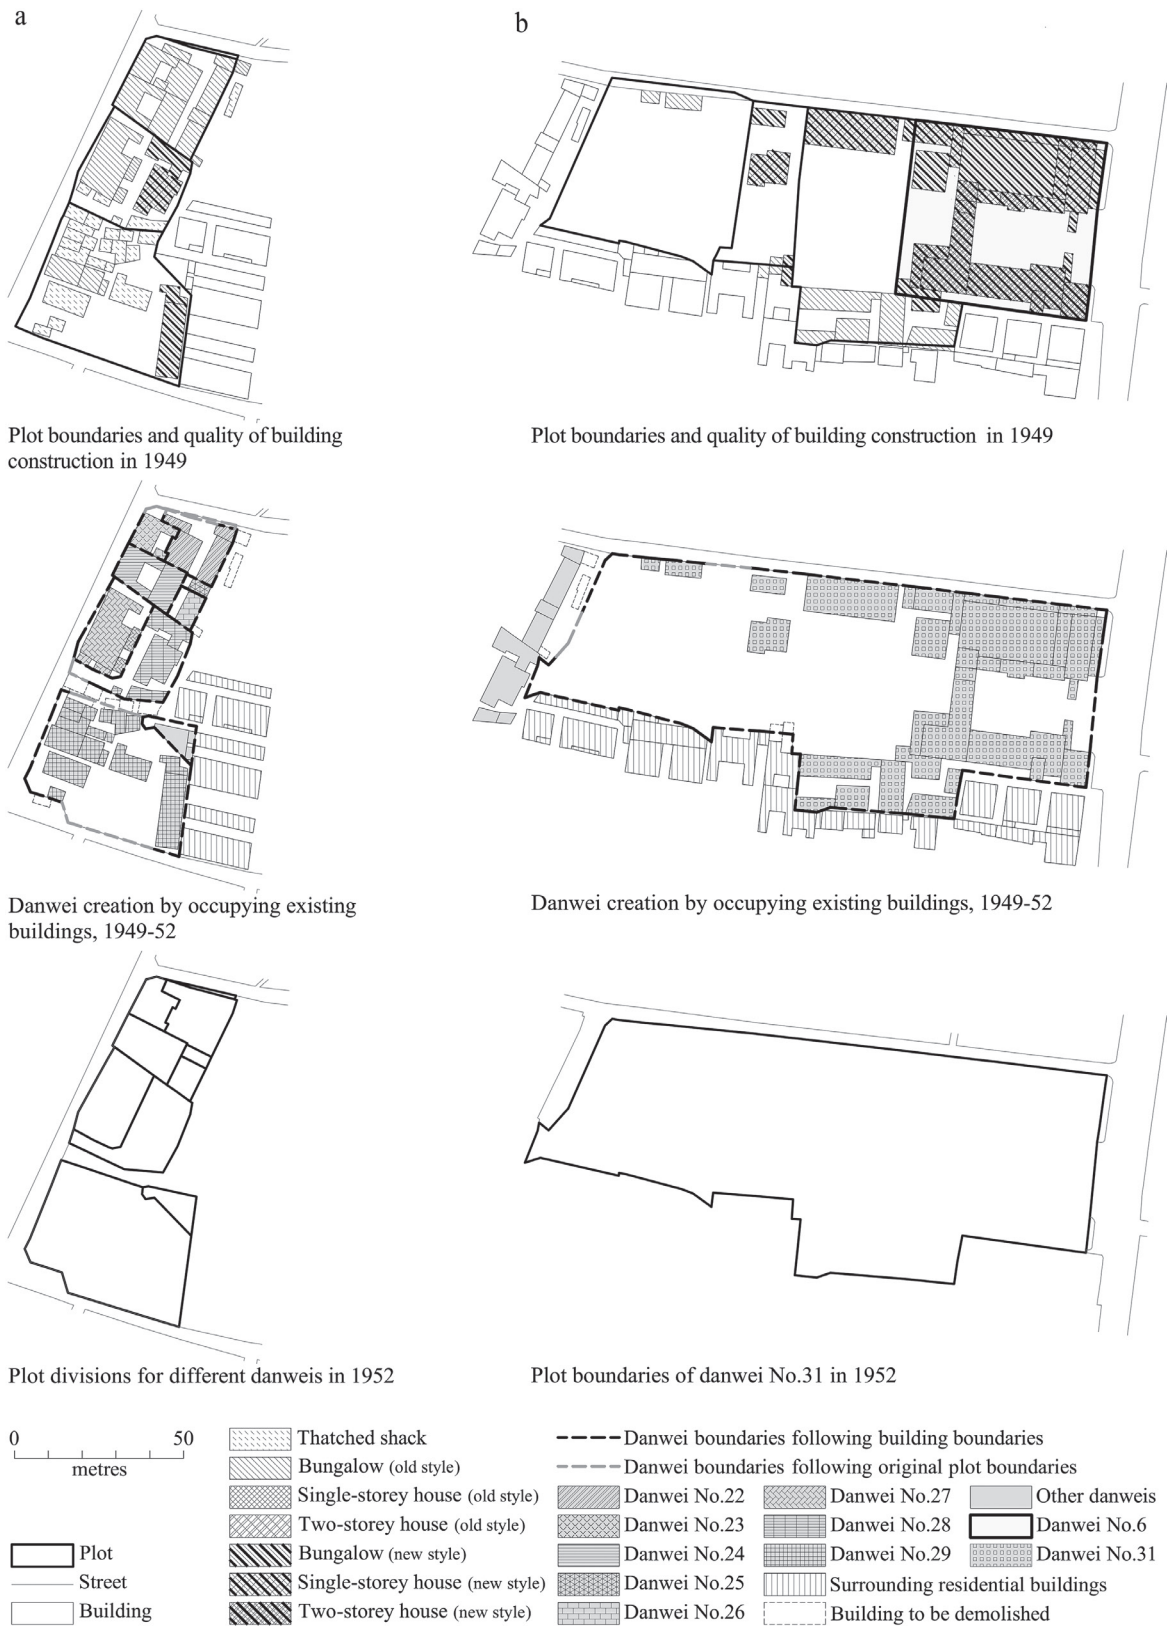 a
b
Plot boundaries and quality of building
construction in 1949
Plot boundaries and quality of building construction in 1949
Danwei creation by occupying existing
buildings, 1949-52
Danwei creation by occupying existing buildings, 1949-52
Plot divisions for different danweis in 1952
Plot boundaries of danwei No.31 in 1952
0 50
metres
Plot
Street
Building
Thatched shack
Bungalow (old style)
Single-storey house (old style)
Two-storey house (old style)
Bungalow (new style)
Single-storey house (new style)
Two-storey house (new style)
Danwei boundaries following building boundaries
Danwei boundaries following original plot boundaries
Danwei No.22
Danwei No.23
Danwei No.24
Danwei No.25
Danwei No.26
Danwei No.27
Danwei No.28
Danwei No.29
Surrounding residential buildings
Building to be demolished
Other danweis
Danwei No.6
Danwei No.31